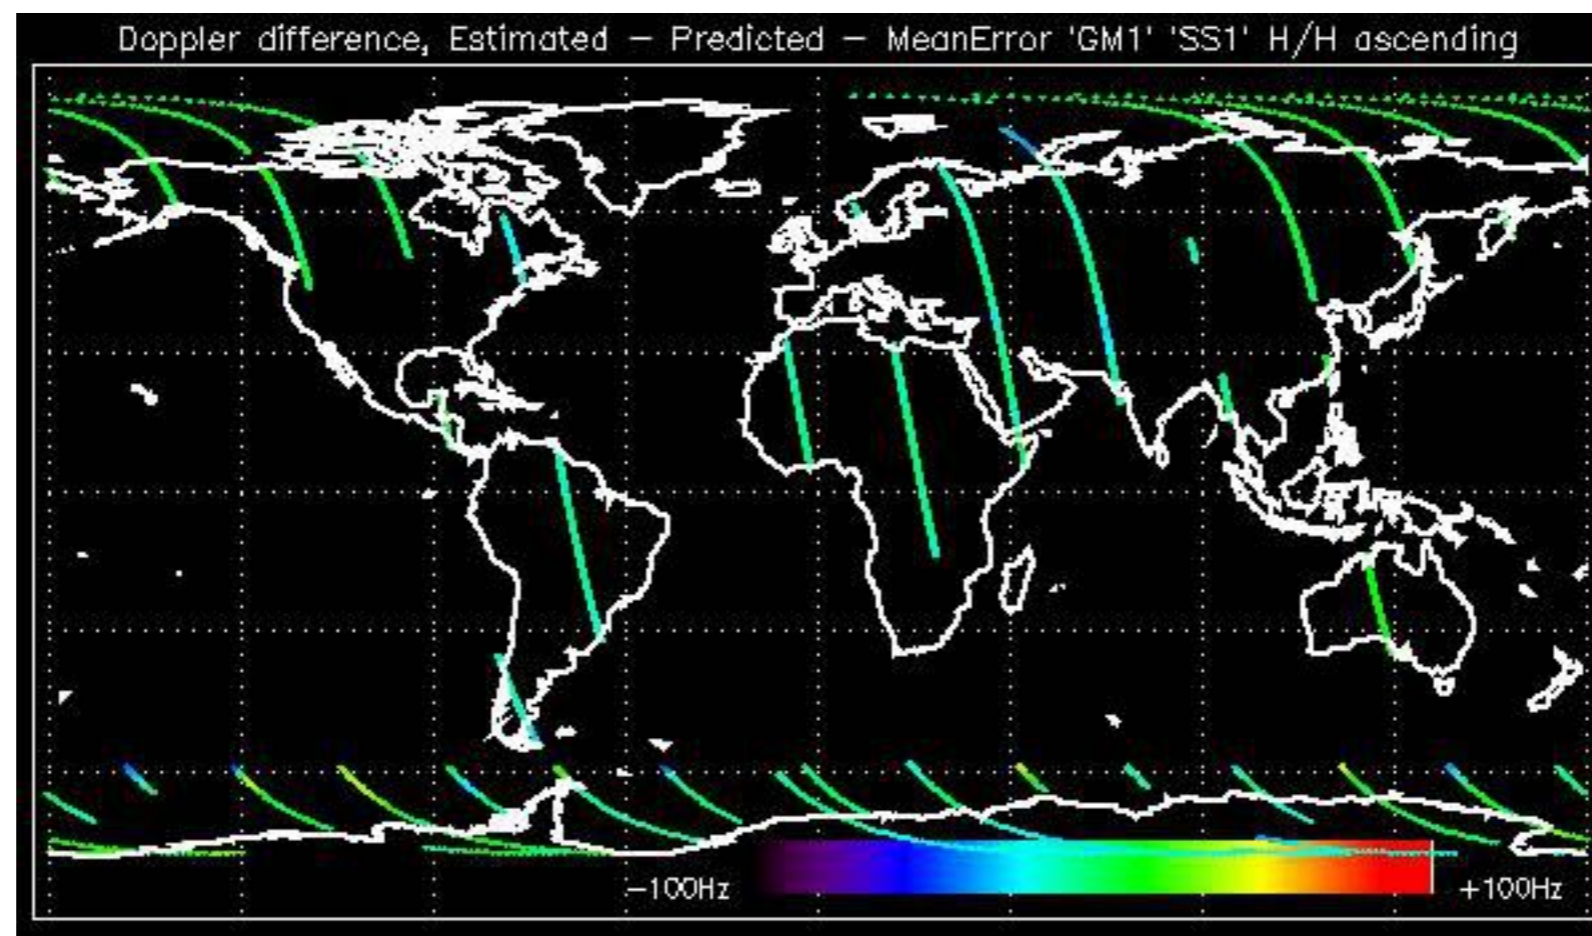 Doppler difference, Estimated − Predicted − MeanError 'GM1' 'SS1' H/H ascending
−100Hz +100Hz